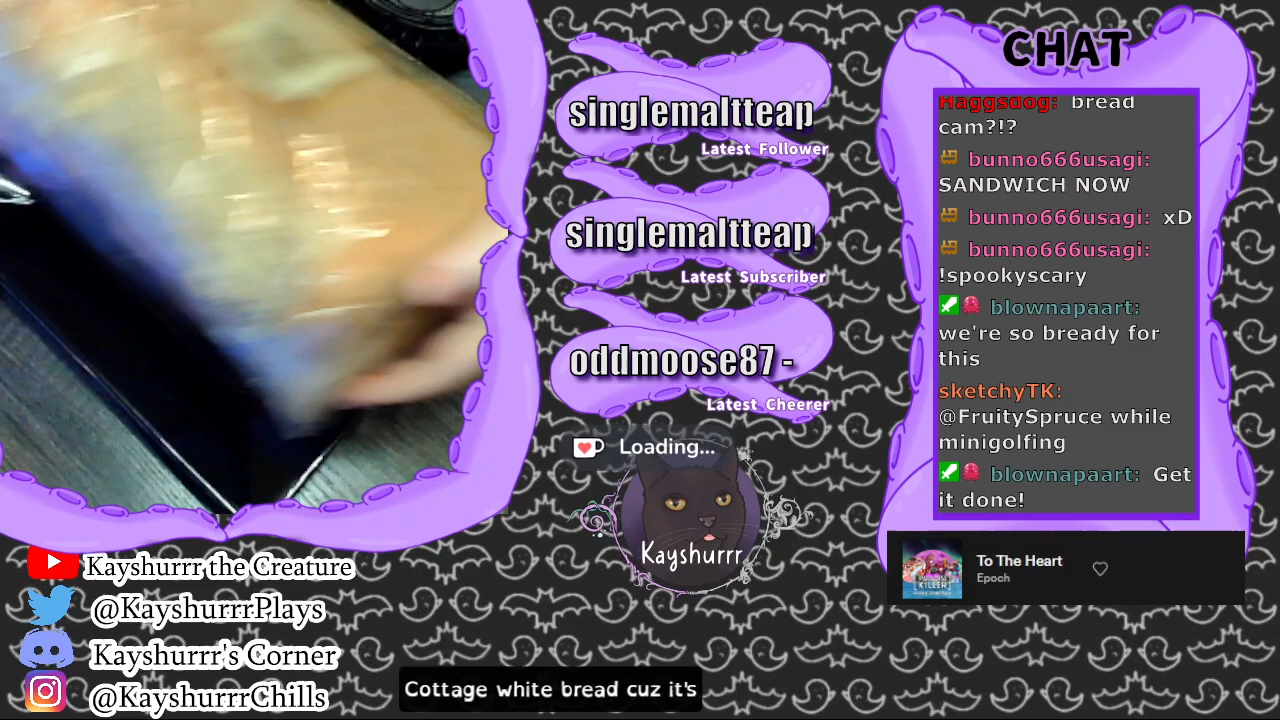 singlemaltteap
Latest Follower
singlemaltteap
Latest Subscriber
oddmoose87 -
Latest Cheerer
Loading...
Kayshurrr
CHAT
Haggsdog: bread
cam?!?
bunno666usagi:
SANDWICH NOW
bunno666usagi: xD
bunno666usagi:
!spookyscary
blownapaart:
we're so bready for
this
sketchyTK:
@FruitySpruce while
minigolfing
blownapaart: Get
it done!
To The Heart
Epoch
Kayshurrr the Creature
@KayshurrrPlays
Kayshurrr's Corner
@KayshurrrChills
Cottage white bread cuz it's